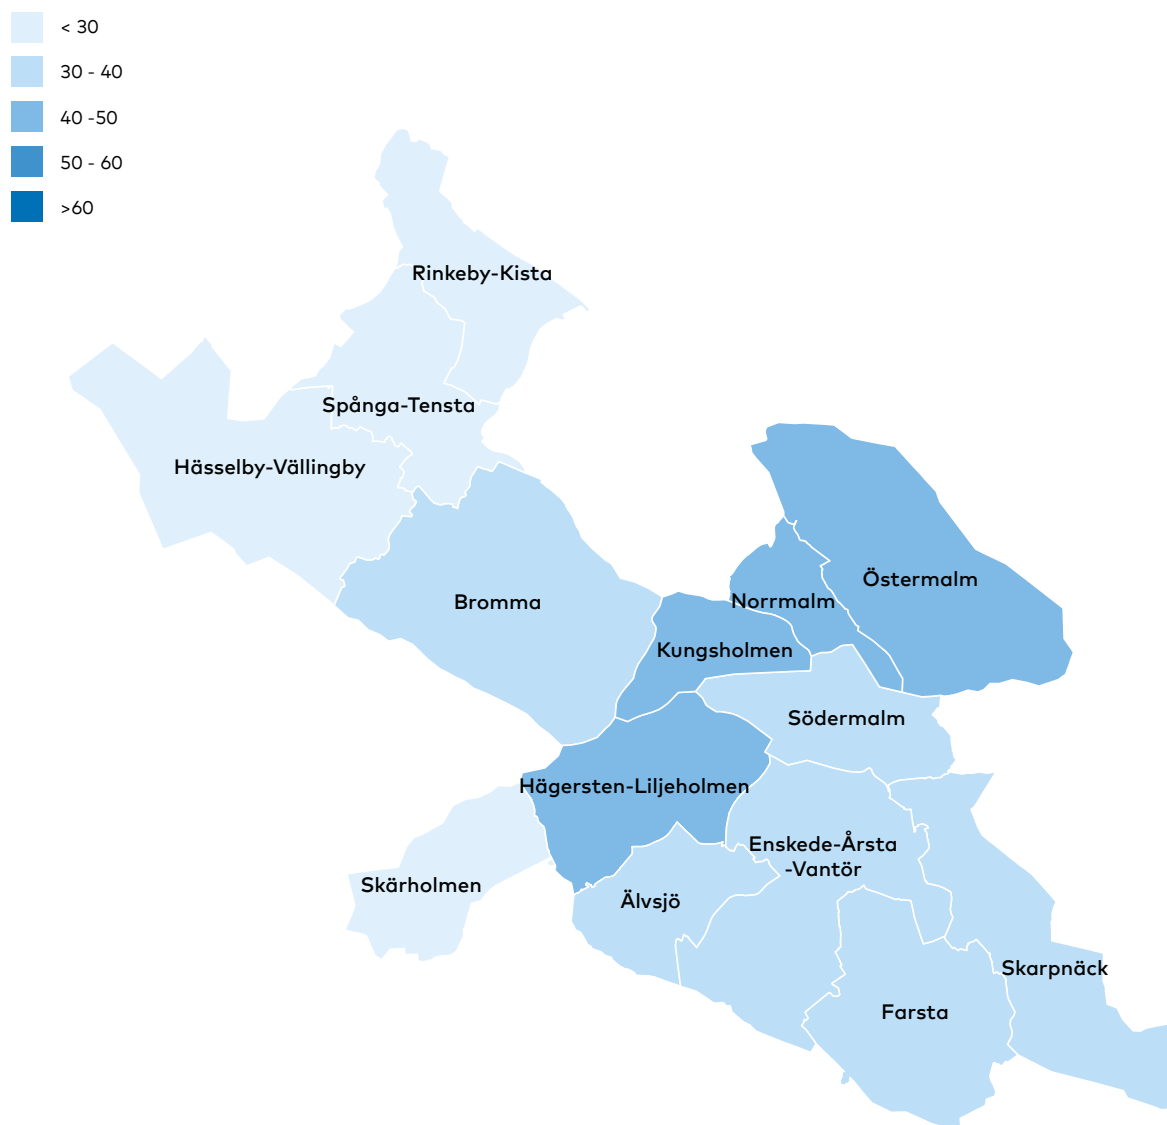 < 30
30 - 40
40 -50
50 - 60
>60
Rinkeby-Kista
Spånga-Tensta
Hässelby-Vällingby
Östermalm
Norrmalm
Bromma
Kungsholmen
Södermalm
Hägersten-Liljeholmen
Enskede-Årsta
-Vantör
Skärholmen
Älvsjö
Skarpnäck
Farsta